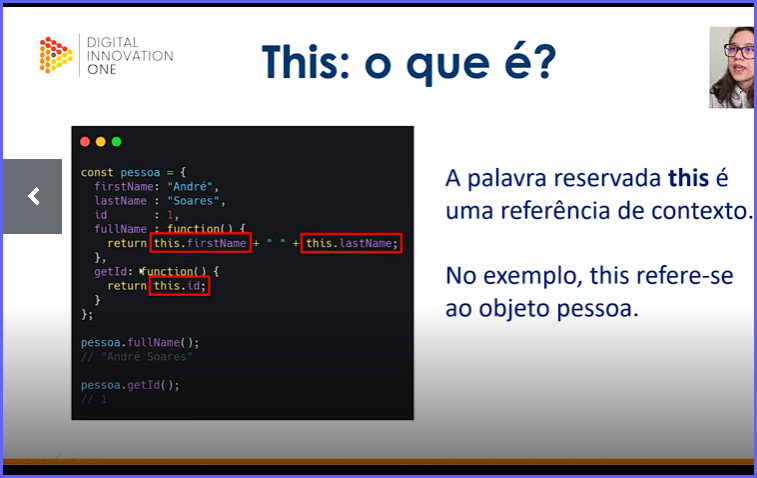 DIGITAL
INNOVATION
ONE
This: o que é?
const pessoa = {
firstName: "André",
lastName : "Soares",
id : 1,
fullName : function() {
return this.firstName + " " + this.lastName;
},
getId: function() {
return this.id;
}
};
pessoa.fullName();
// "André Soares"
pessoa.getId();
// 1
A palavra reservada this é
uma referência de contexto.
No exemplo, this refere-se
ao objeto pessoa.